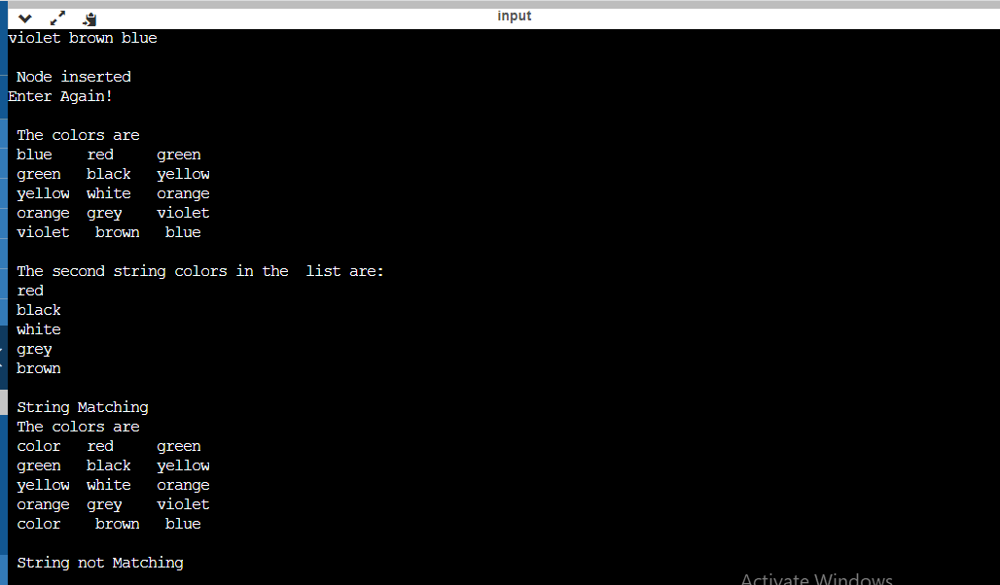 input
violet brown blue
Node inserted
Enter Again!
The colors are
blue red green
green black yellow
yellow white orange
orange grey violet
violet brown blue
The second string colors in the list are:
red
black
white
grey
brown
String Matching
The colors are
color red green
green black yellow
yellow white orange
orange grey violet
color brown blue
String not Matching
Activate Windows